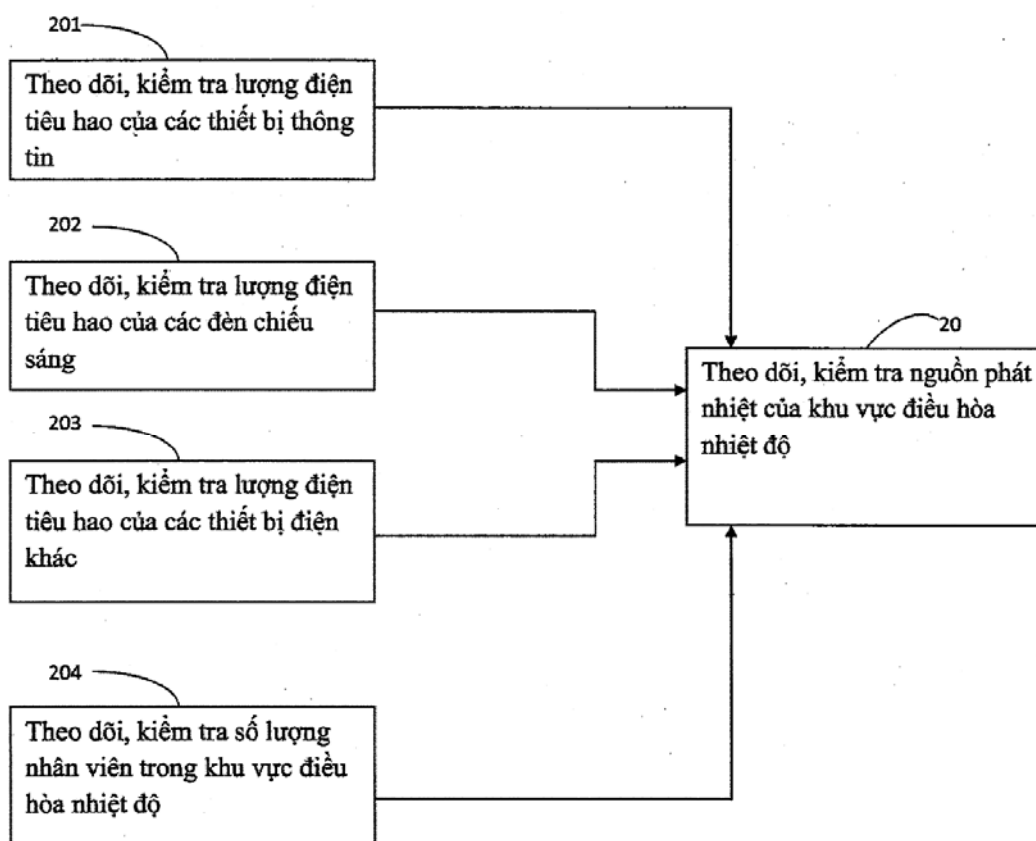 201
Theo dõi, kiểm tra lượng điện
tiêu hao của các thiết bị thông
tin
202
Theo dõi, kiểm tra lượng điện
tiêu hao của các đèn chiếu
sáng
20
Theo dõi, kiểm tra nguồn phát
nhiệt của khu vực điều hòa
nhiệt độ
203
Theo dõi, kiểm tra lượng điện
tiêu hao của các thiết bị điện
khác
204
Theo dõi, kiểm tra số lượng
nhân viên trong khu vực điều
hòa nhiệt độ